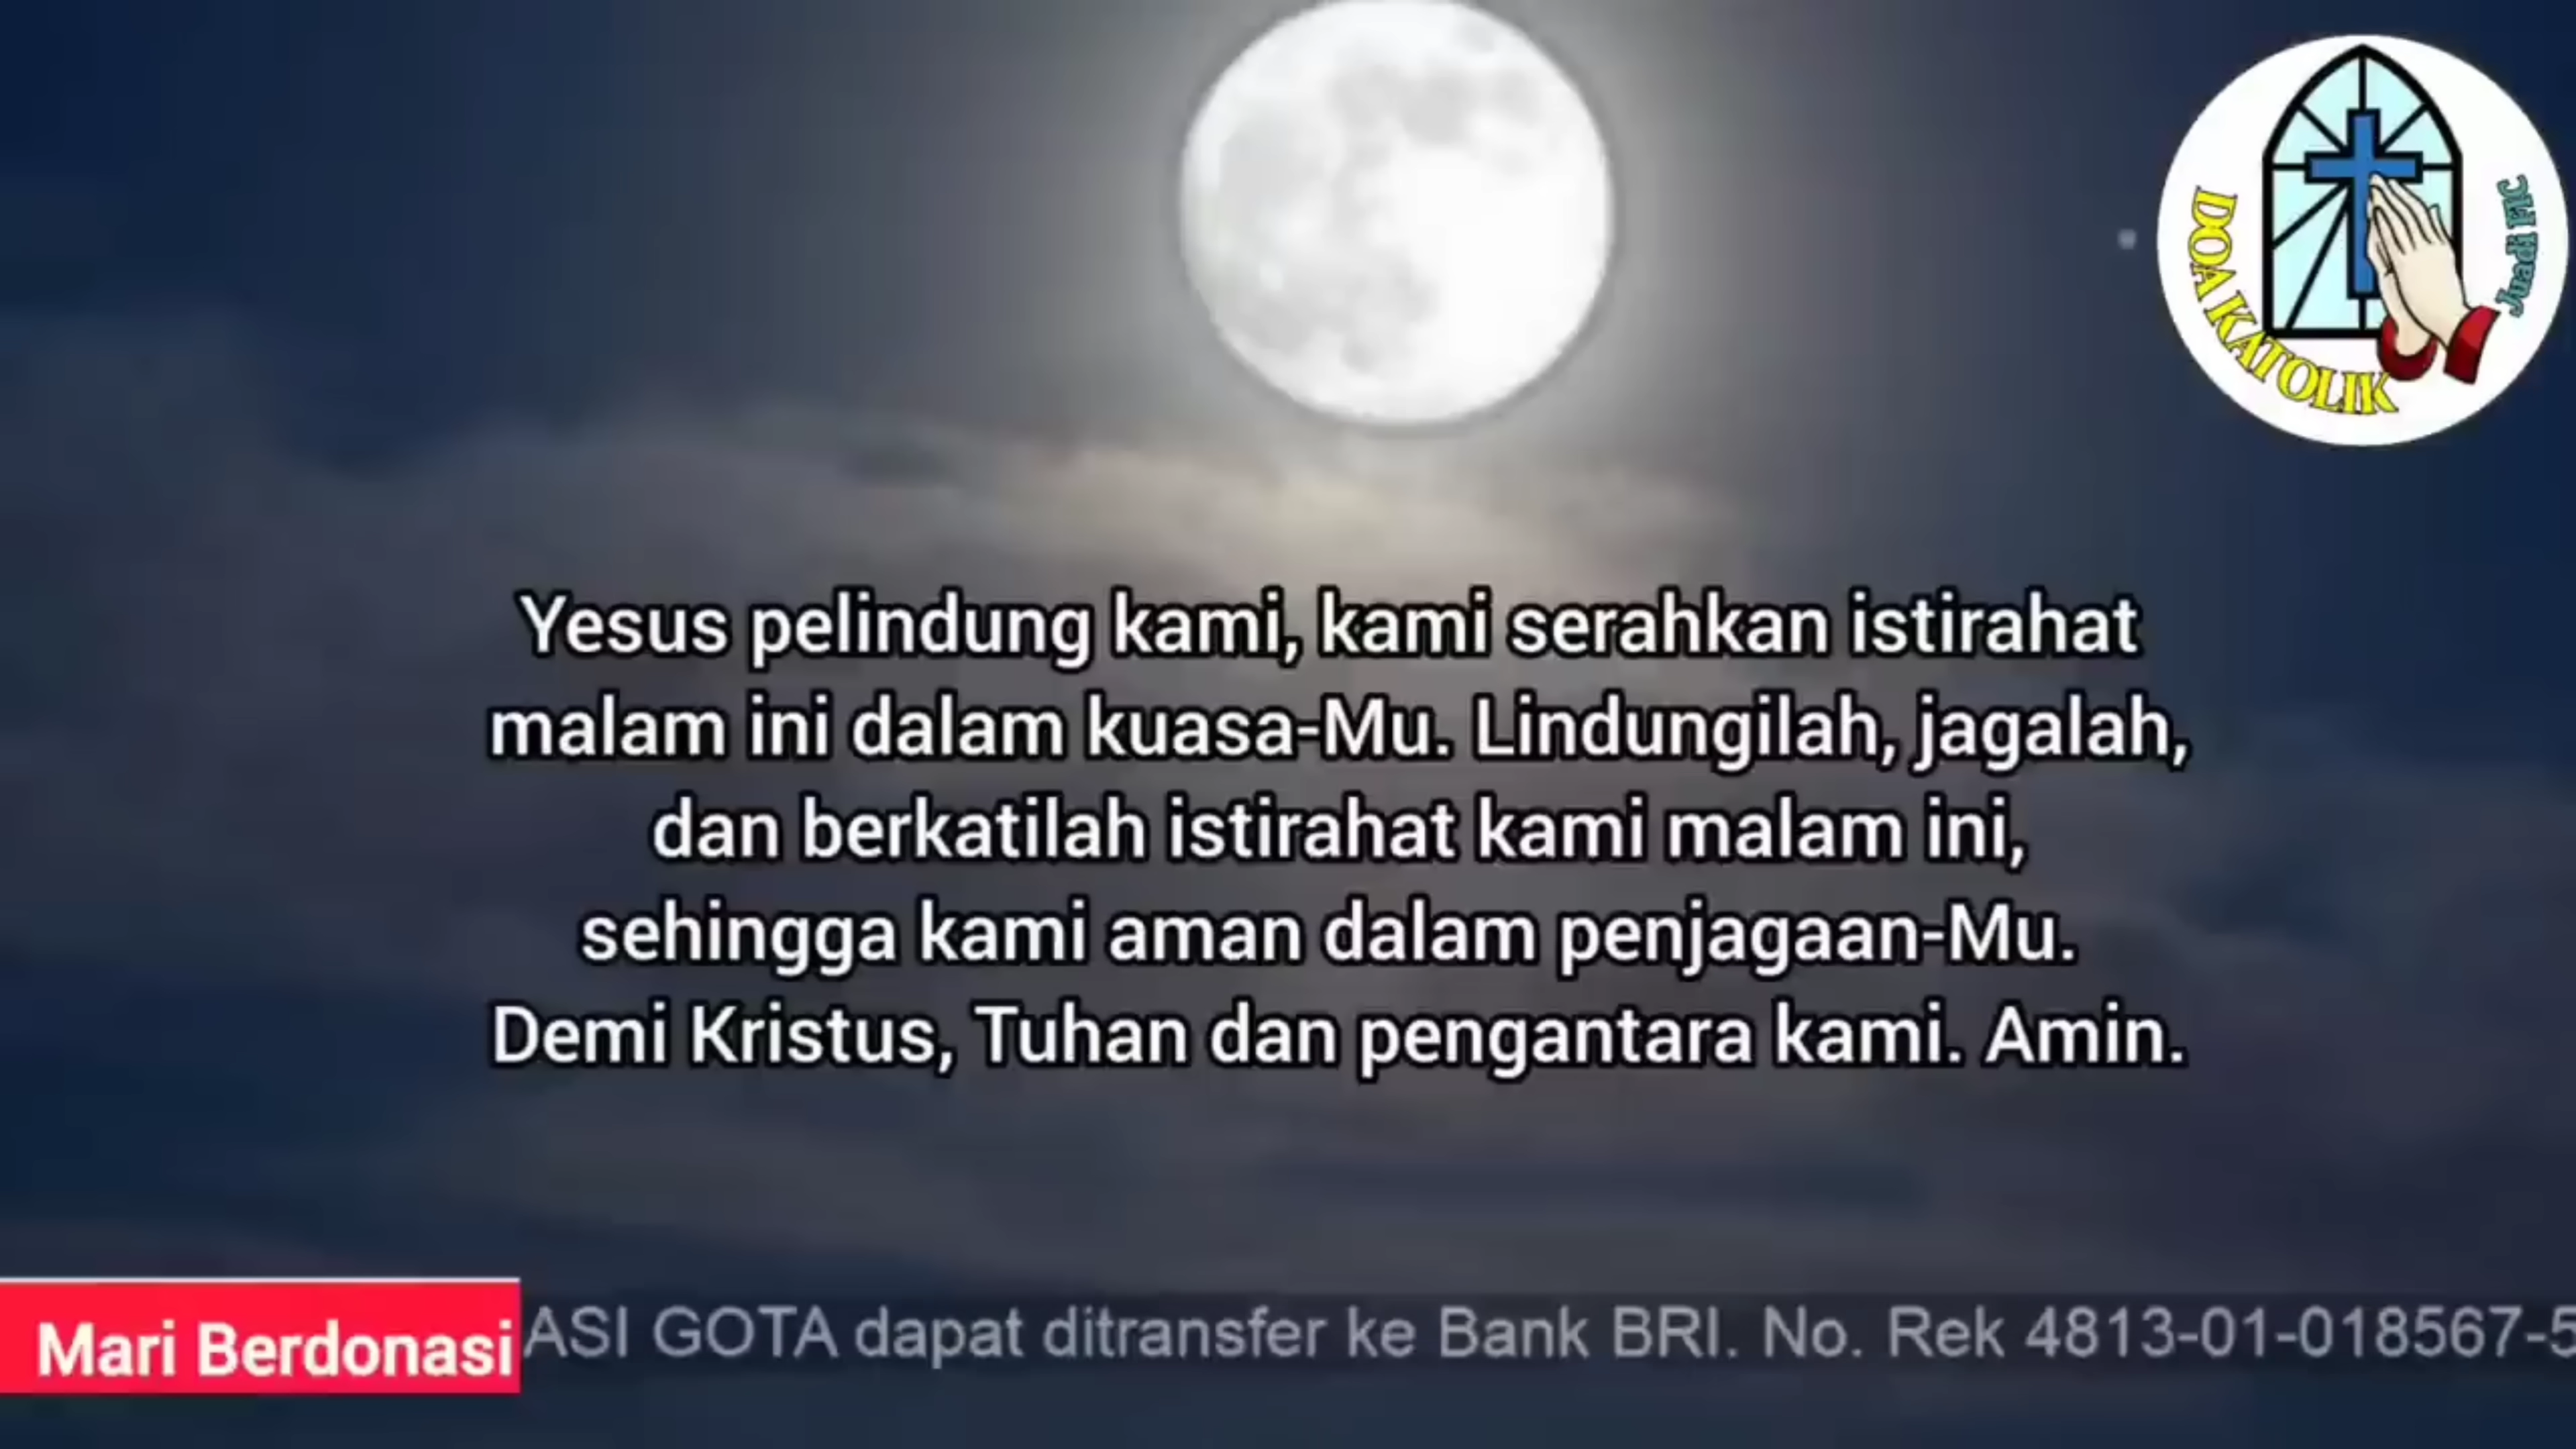 DOA KATOLIK
Juadi FIC
Yesus pelindung kami, kami serahkan istirahat
malam ini dalam kuasa-Mu. Lindungilah, jagalah,
dan berkatilah istirahat kami malam ini,
sehingga kami aman dalam penjagaan-Mu.
Demi Kristus, Tuhan dan pengantara kami. Amin.
Mari Berdonasi
ASI GOTA dapat ditransfer ke Bank BRI. No. Rek 4813-01-018567-5